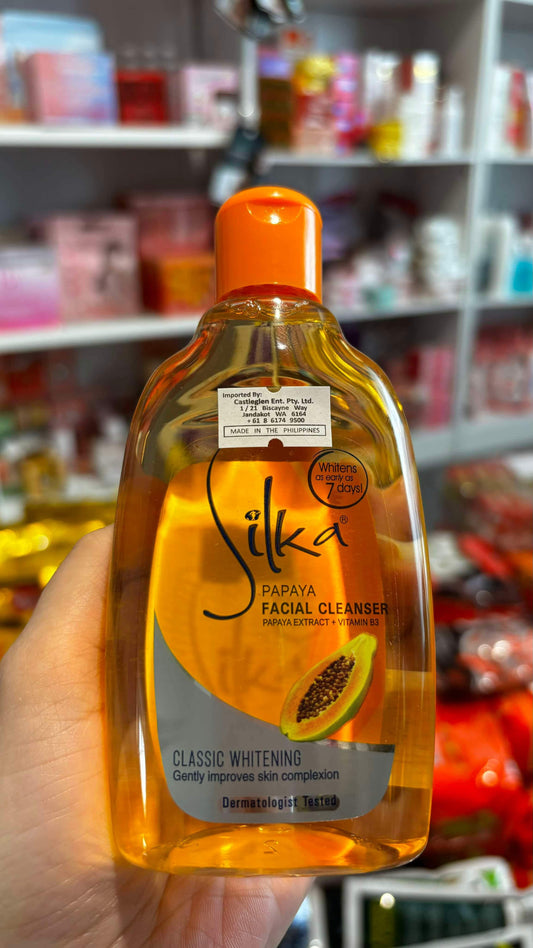 Imported By:
Castleglen Ent. Pty. Ltd.
1 / 21 Biscayne Way
Jandakot WA 6164
+ 61 8 6174 9500
MADE IN THE PHILIPPINES
Whitens
as early as
7 days!
Silka®
PAPAYA
FACIAL CLEANSER
PAPAYA EXTRACT + VITAMIN B3
CLASSIC WHITENING
Gently improves skin complexion
Dermatologist Tested